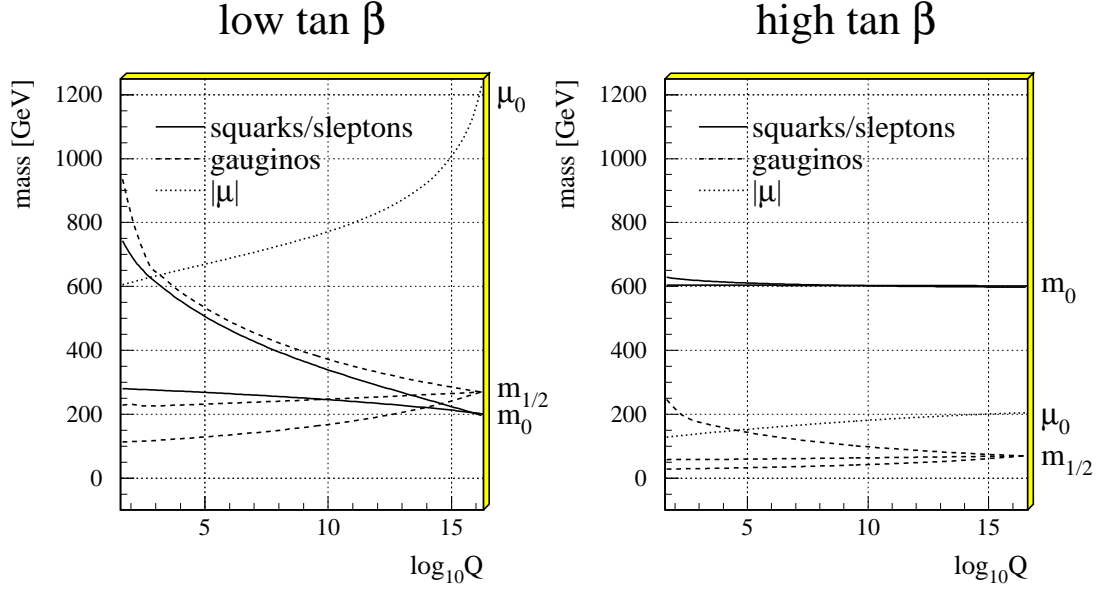 low tan β
mass [GeV]
1200
1000
800
600
400
200
0
squarks/sleptons
gauginos
|μ|
μ₀
m₁/₂
m₀
5
10
15
log₁₀Q
high tan β
mass [GeV]
1200
1000
800
600
400
200
0
squarks/sleptons
gauginos
|μ|
m₀
μ₀
m₁/₂
5
10
15
log₁₀Q